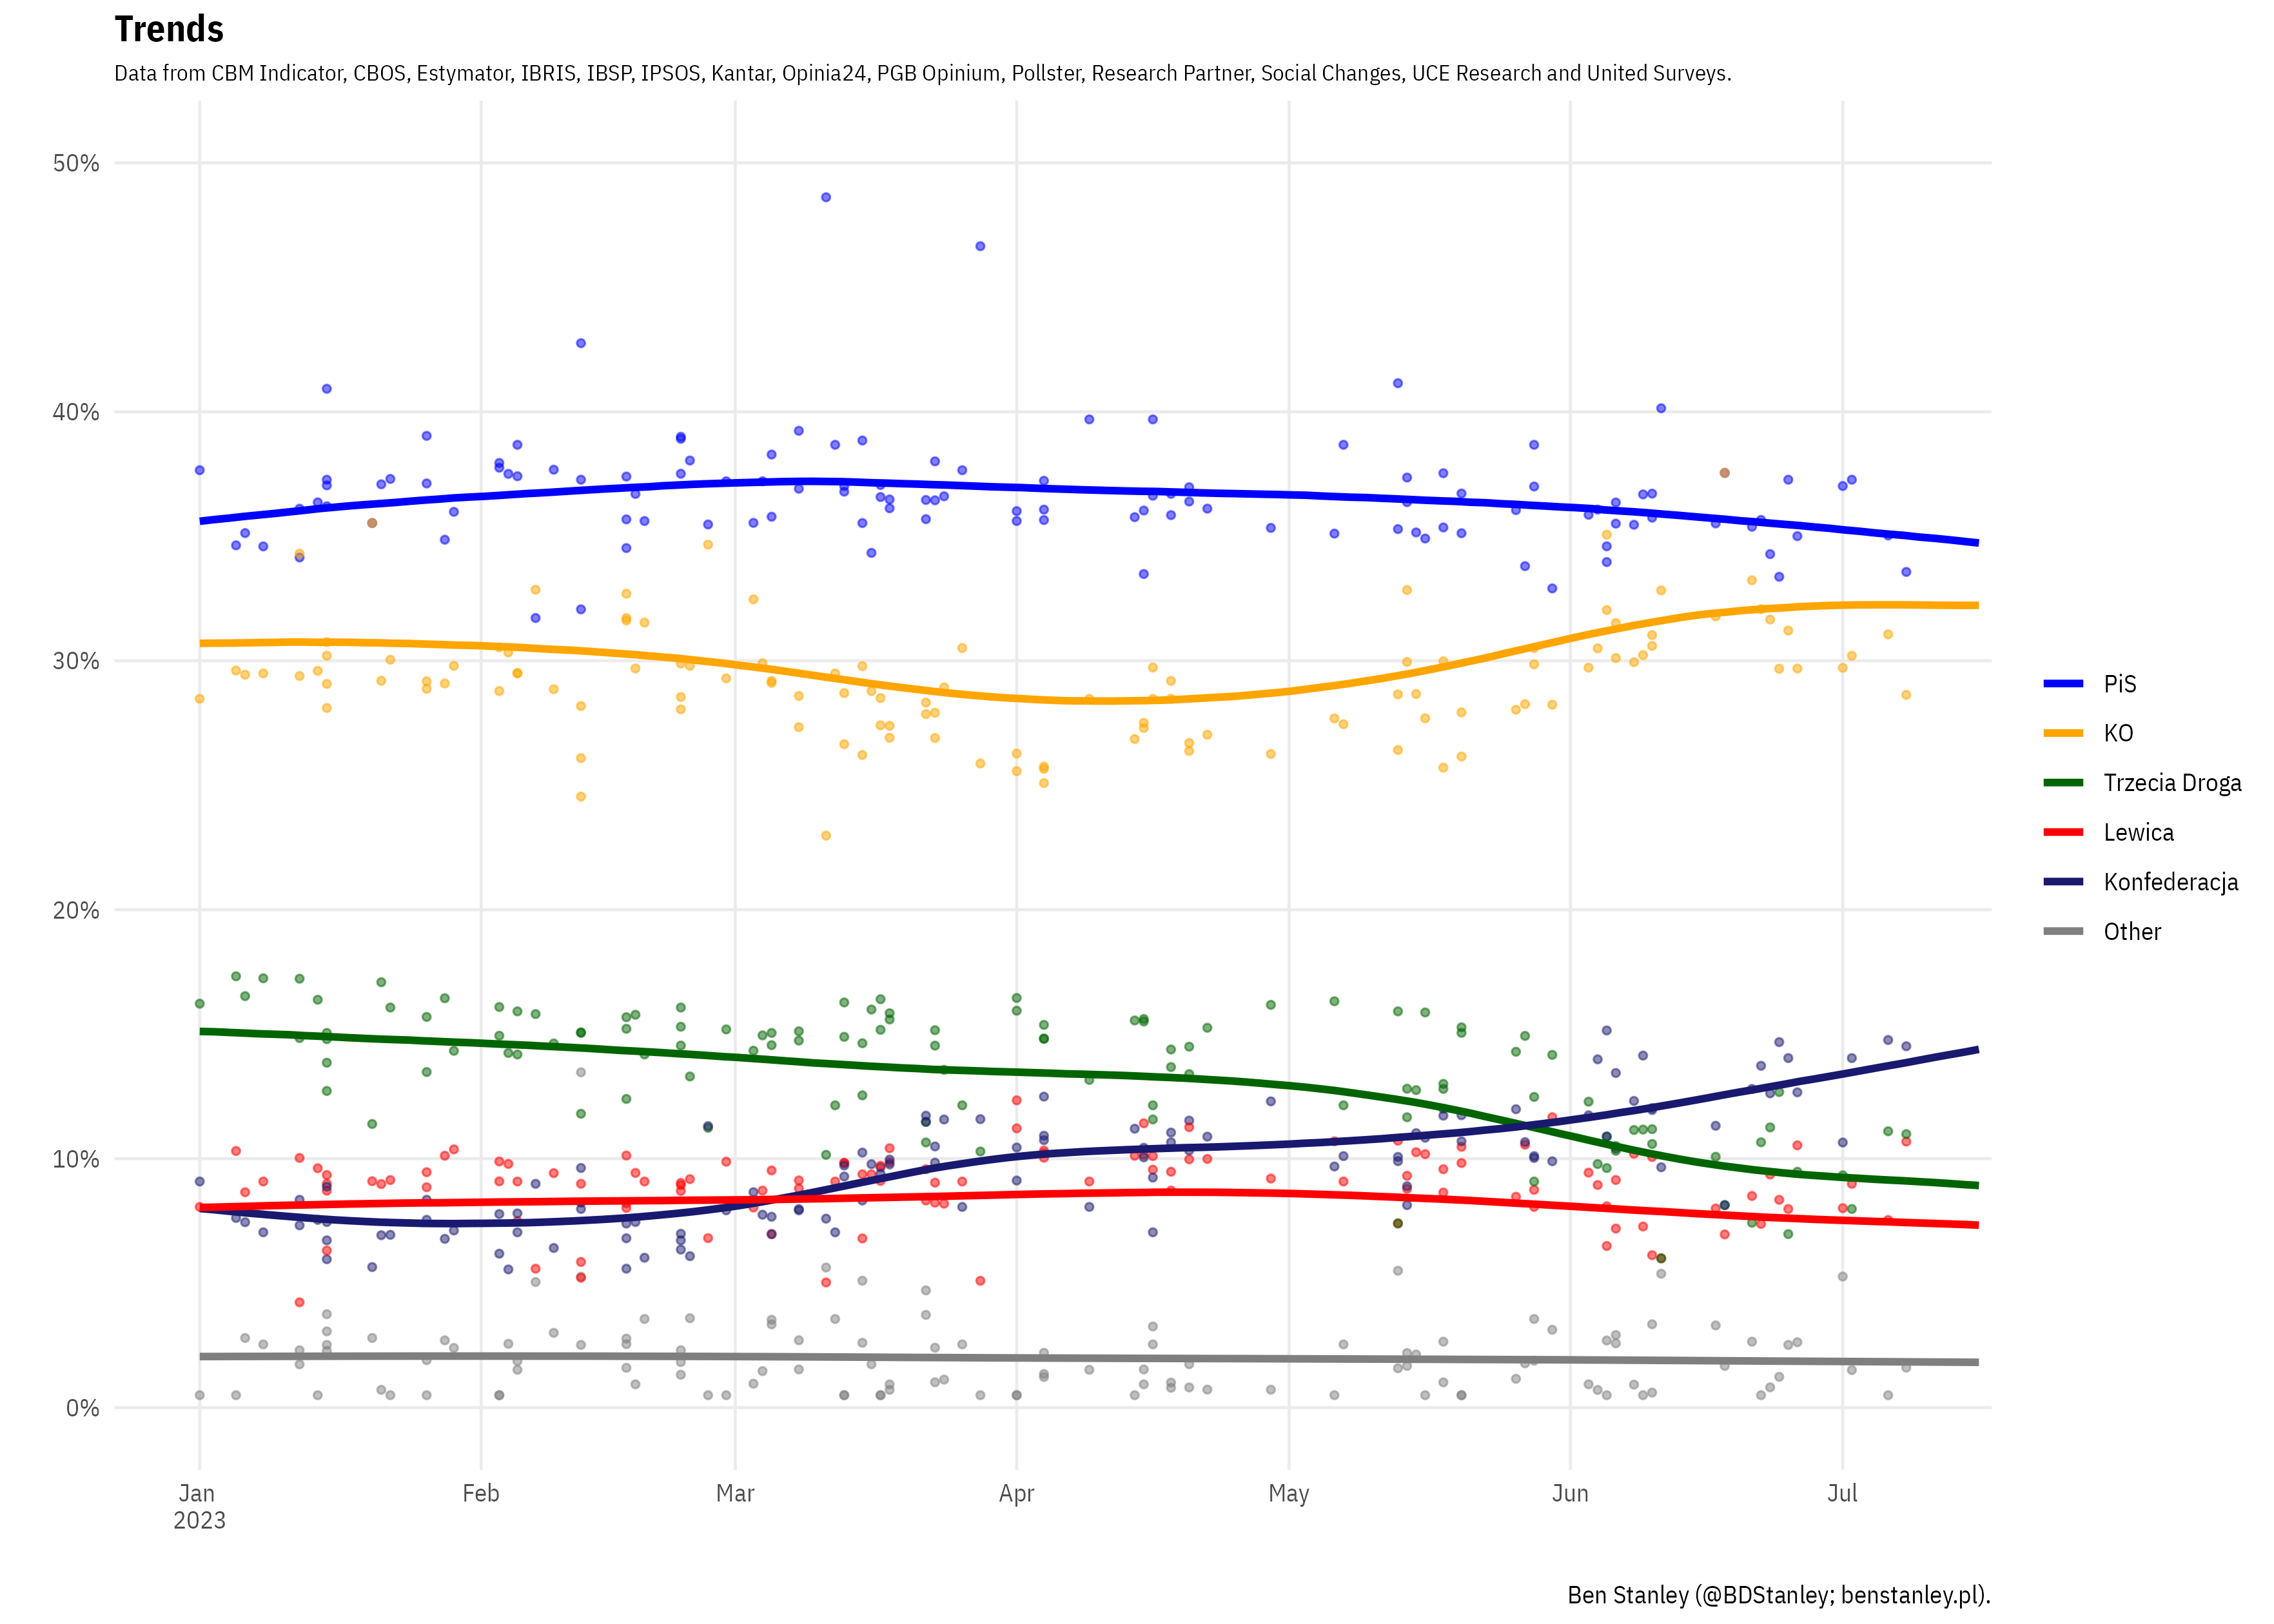 Trends
Data from CBM Indicator, CBOS, Estymator, IBRIS, IBSP, IPSOS, Kantar, Opinia24, PGB Opinium, Pollster, Research Partner, Social Changes, UCE Research and United Surveys.
50%
40%
30%
20%
10%
0%
PiS
KO
Trzecia Droga
Lewica
Konfederacja
Other
Jan Feb Mar Apr May Jun Jul
2023
Ben Stanley (@BDStanley; benstanley.pl).